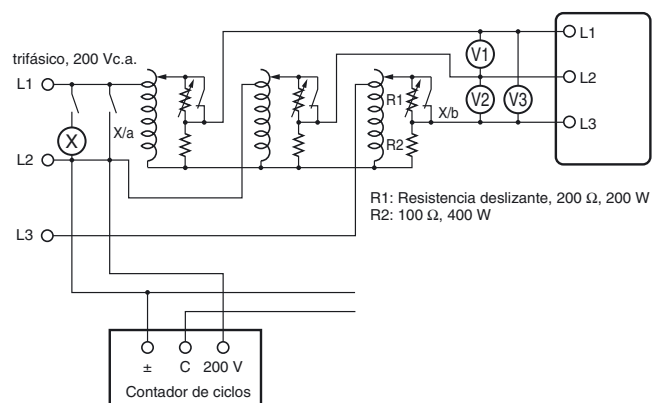 trifásico, 200 Vc.a.
L1
L2
L3
X
X/a
R1
R2
X/b
V1
V2
V3
L1
L2
L3
R1: Resistencia deslizante, 200 Ω, 200 W
R2: 100 Ω, 400 W
± C 200 V
Contador de ciclos